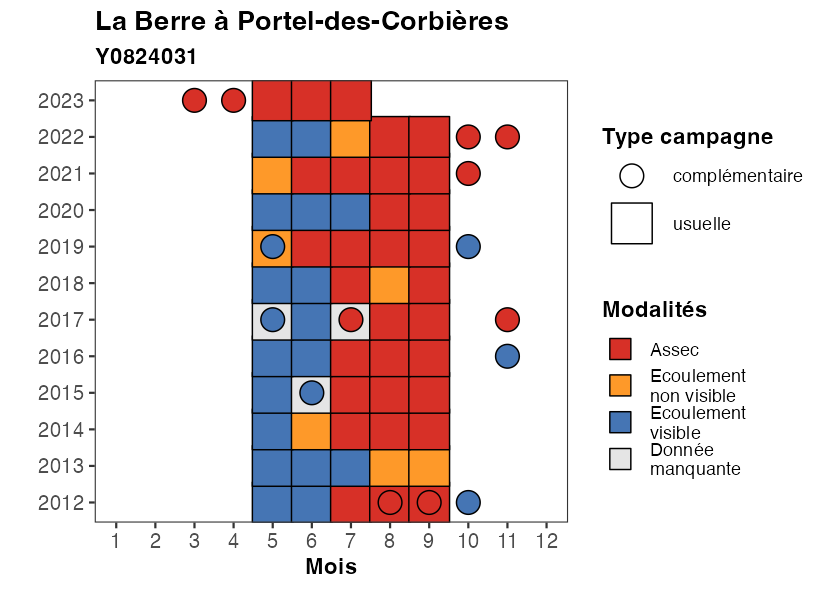 La Berre à Portel-des-Corbières
Y0824031
2023
2022
2021
2020
2019
2018
2017
2016
2015
2014
2013
2012
1 2 3 4 5 6 7 8 9 10 11 12
Mois
Type campagne
complémentaire
usuelle
Modalités
Assec
Ecoulement
non visible
Ecoulement
visible
Donnée
manquante